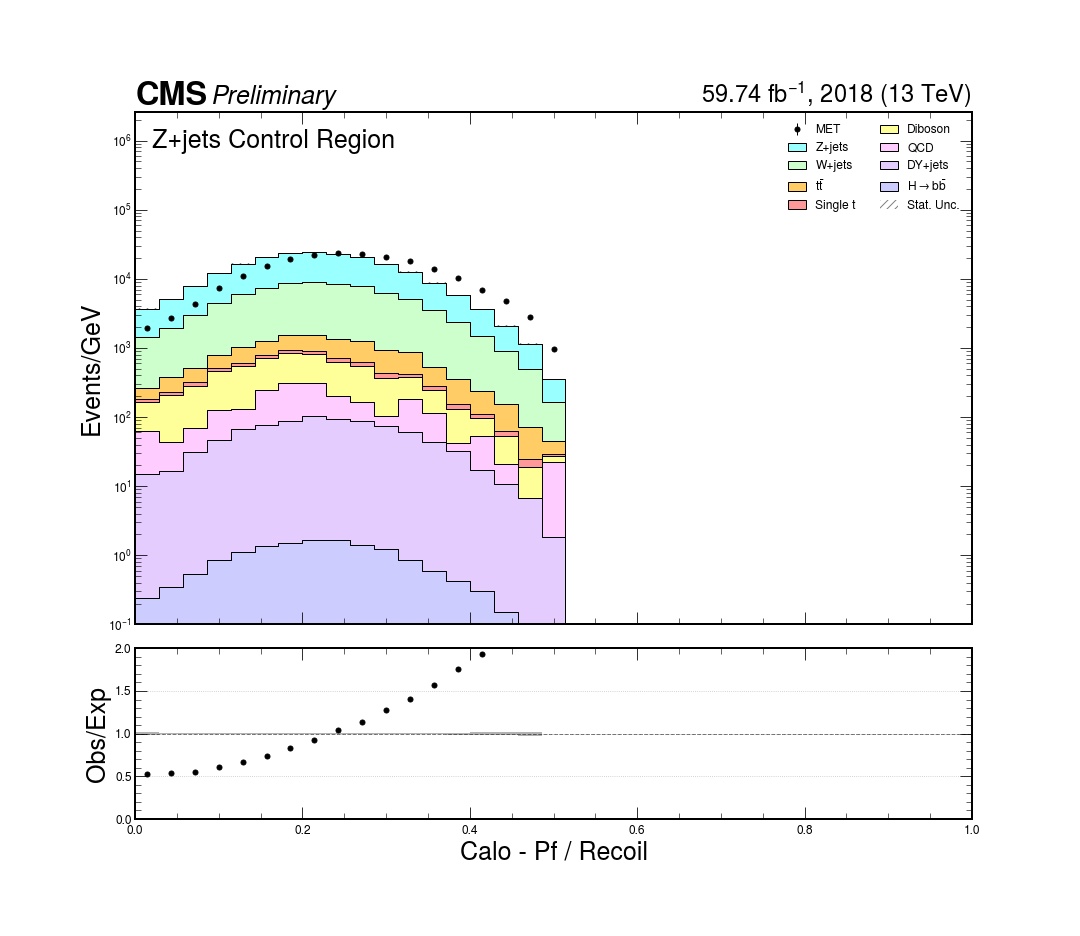 CMS Preliminary
59.74 fb⁻¹, 2018 (13 TeV)
Z+jets Control Region
MET
Z+jets
W+jets
tt̄
Single t
Diboson
QCD
DY+jets
H→bb̄
Stat. Unc.
Events/GeV
10⁶
10⁵
10⁴
10³
10²
10¹
10⁰
10⁻¹
Obs/Exp
2.0
1.5
1.0
0.5
0.0
0.0 0.2 0.4 0.6 0.8 1.0
Calo - Pf / Recoil